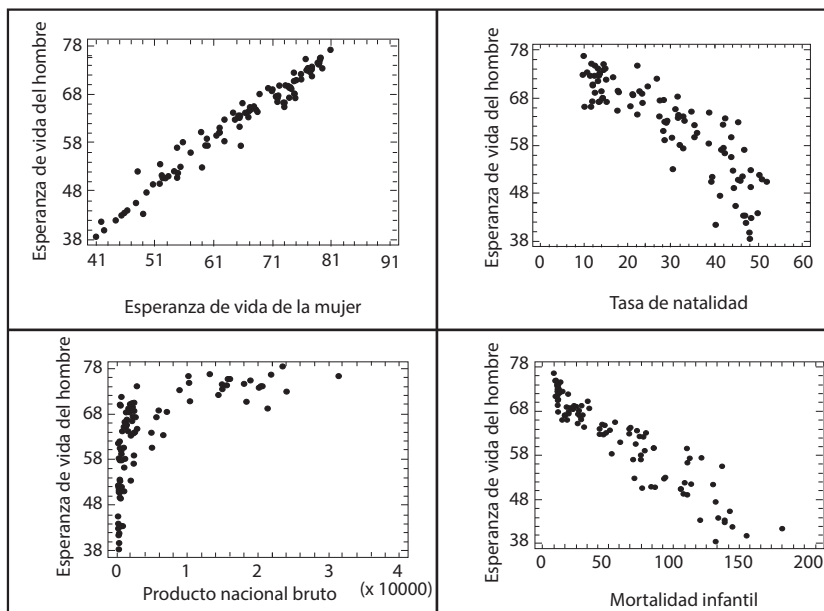 Esperanza de vida del hombre
78
68
58
48
38
41 51 61 71 81 91
Esperanza de vida de la mujer
Esperanza de vida del hombre
78
68
58
48
38
0 10 20 30 40 50 60
Tasa de natalidad
Esperanza de vida del hombre
78
68
58
48
38
0 1 2 3 4
Producto nacional bruto (x 10000)
Esperanza de vida del hombre
78
68
58
48
38
0 50 100 150 200
Mortalidad infantil